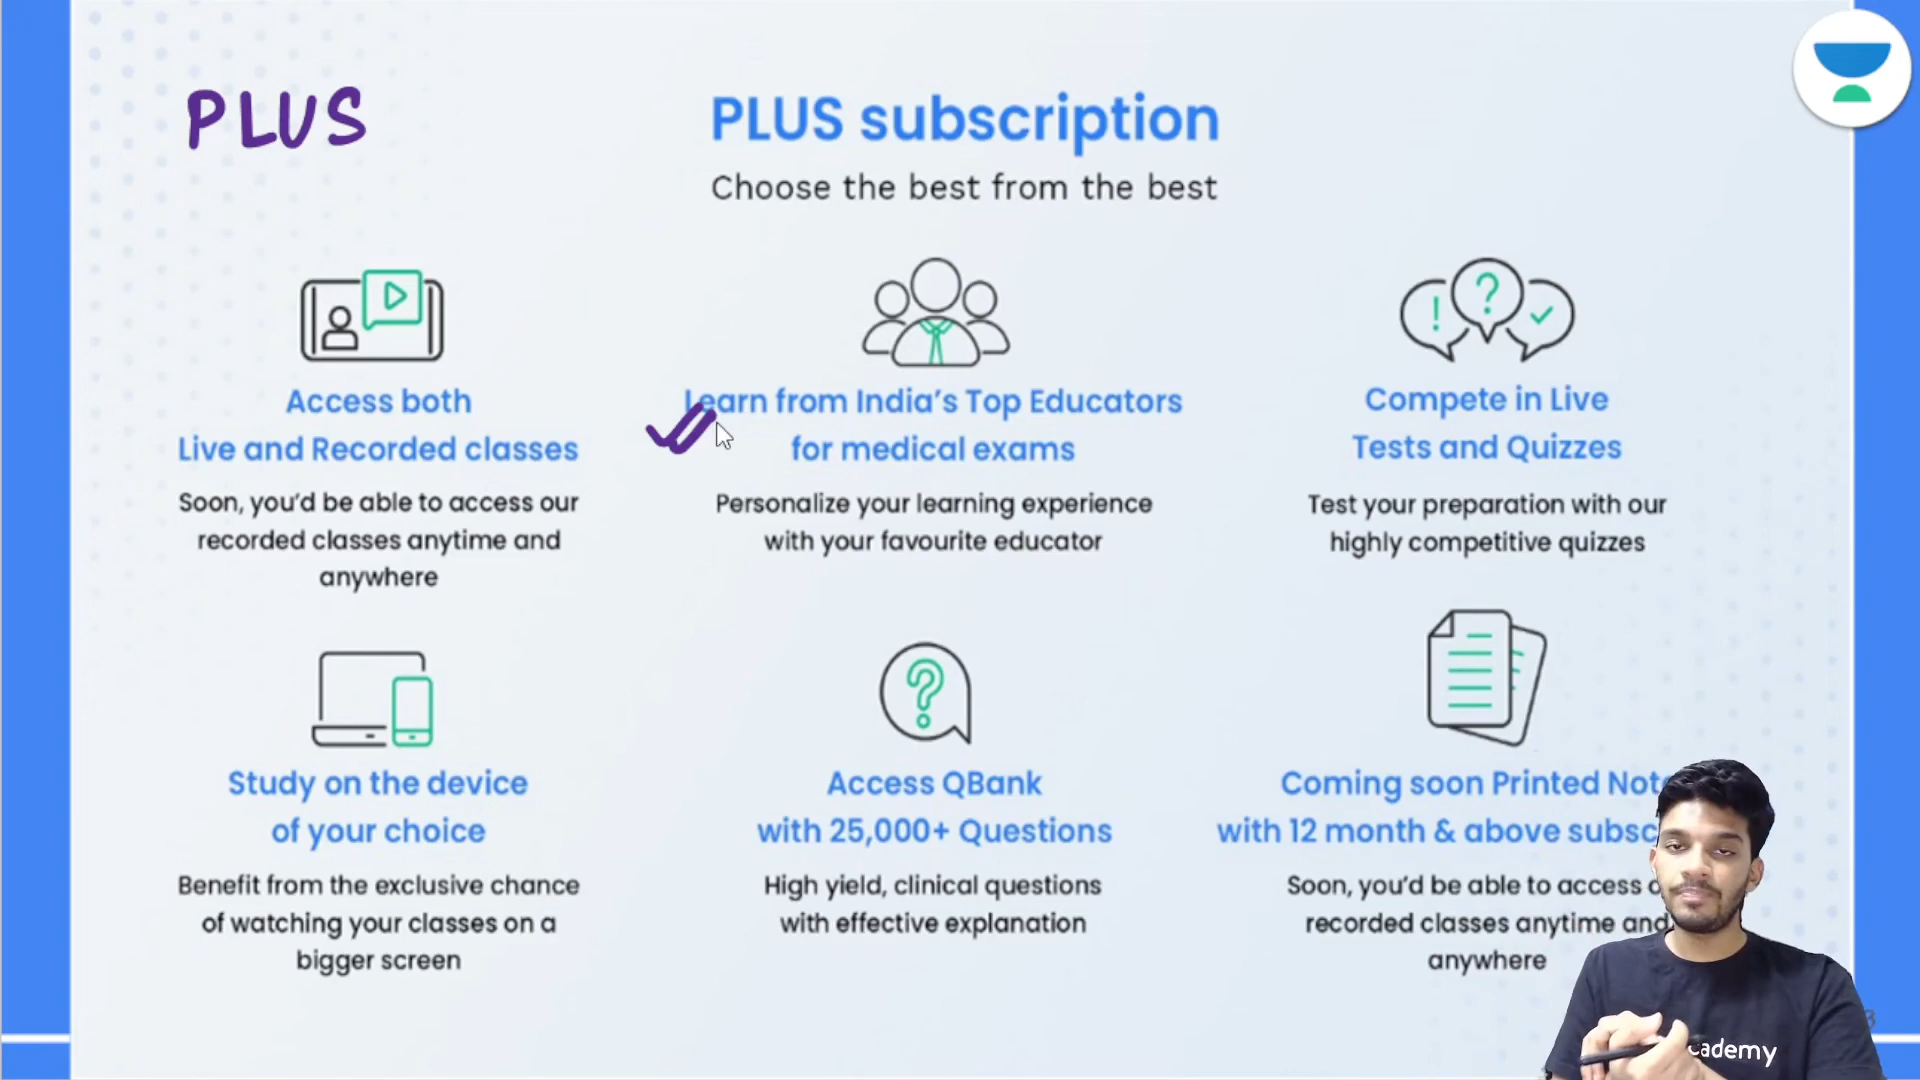 PLUS
PLUS subscription
Choose the best from the best
Access both
Live and Recorded classes
Soon, you'd be able to access our
recorded classes anytime and
anywhere
Learn from India's Top Educators
for medical exams
Personalize your learning experience
with your favourite educator
Compete in Live
Tests and Quizzes
Test your preparation with our
highly competitive quizzes
Study on the device
of your choice
Benefit from the exclusive chance
of watching your classes on a
bigger screen
Access QBank
with 25,000+ Questions
High yield, clinical questions
with effective explanation
Coming soon Printed
with 12 month & above
Soon, you'd be able to access
recorded classes anytime and
anywhere